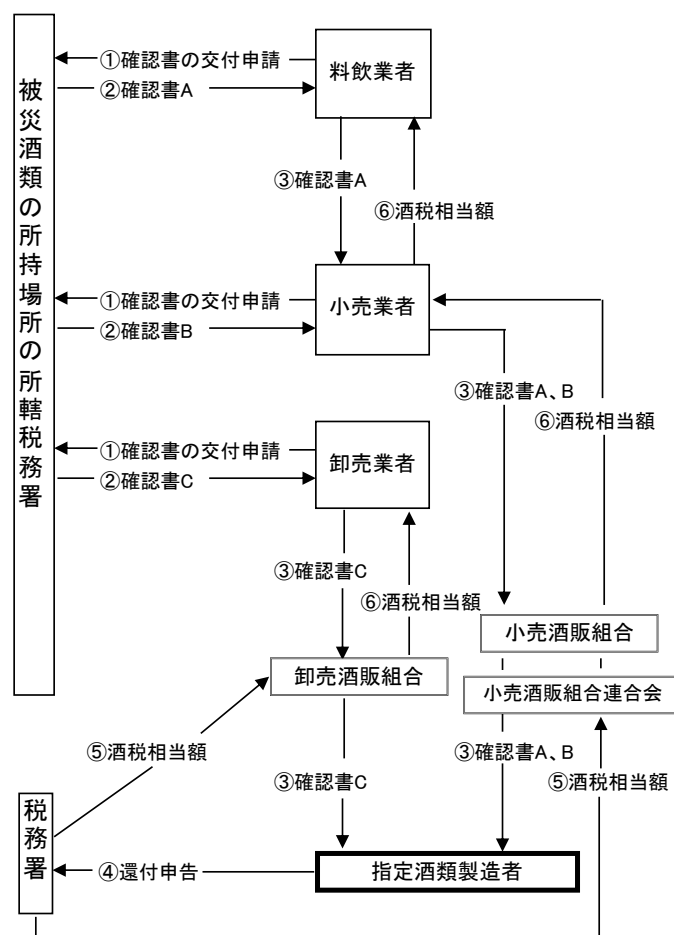 被災酒類の所持場所の所轄税務署
①確認書の交付申請
②確認書A
料飲業者
③確認書A
⑥酒税相当額
①確認書の交付申請
②確認書B
小売業者
③確認書A、B
⑥酒税相当額
①確認書の交付申請
②確認書C
卸売業者
③確認書C
⑥酒税相当額
小売酒販組合
卸売酒販組合
小売酒販組合連合会
⑤酒税相当額
③確認書C
③確認書A、B
⑤酒税相当額
税務署
④還付申告
指定酒類製造者